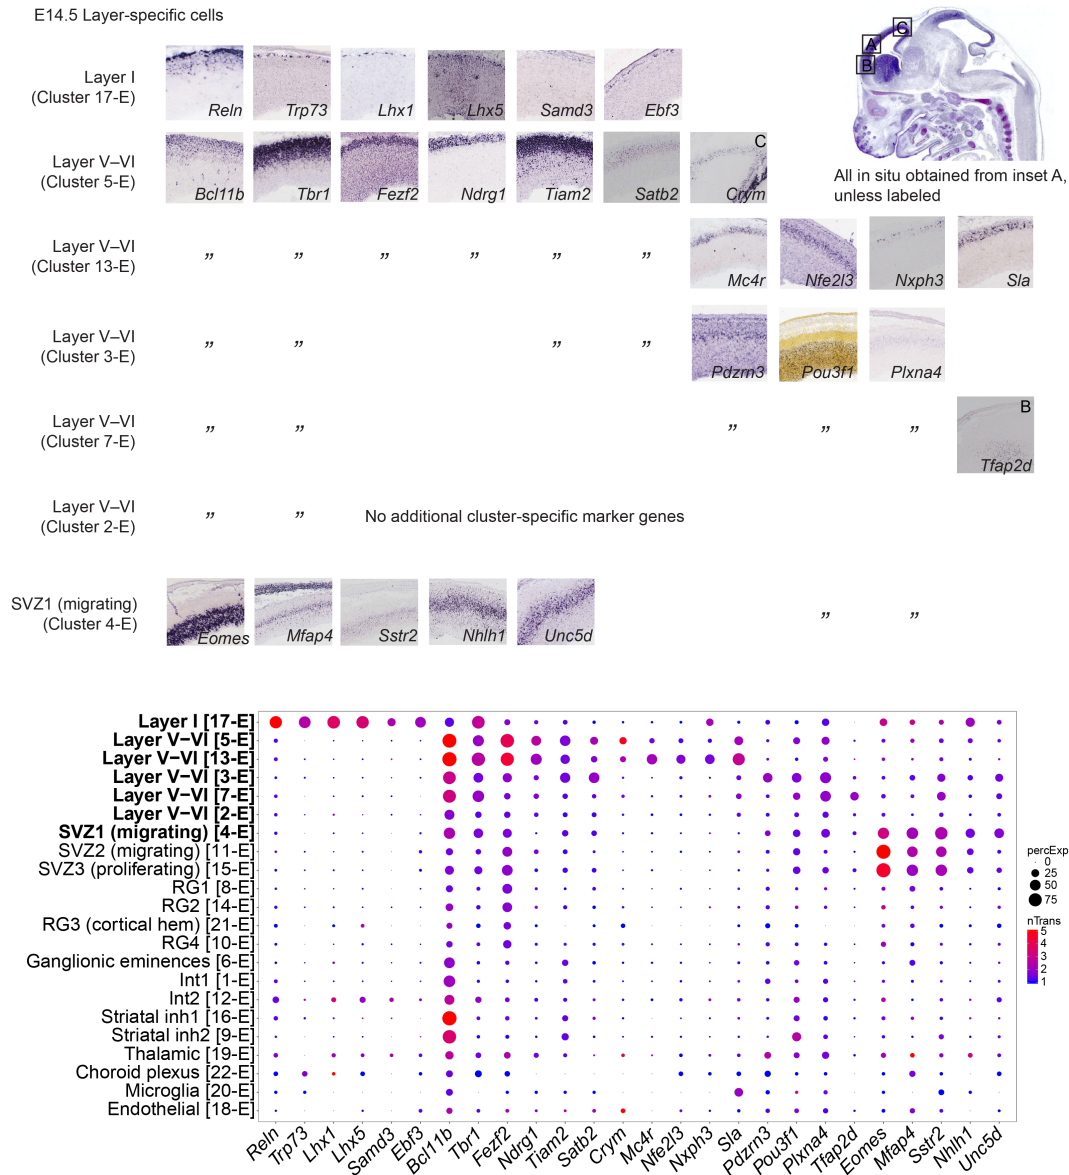 E14.5 Layer-specific cells
C
A
B
Layer I
(Cluster 17-E)
Reln Trp73 Lhx1 Lhx5 Samd3 Ebf3
All in situ obtained from inset A,
unless labeled
Layer V–VI
(Cluster 5-E)
C
Bcl11b Tbr1 Fezf2 Ndrg1 Tiam2 Satb2 Crym
Layer V–VI
(Cluster 13-E)
” ” ” ” ” ”
Mc4r Nfe2l3 Nxph3 Sla
Layer V–VI
(Cluster 3-E)
” ” ” ”
Pdzrn3 Pou3f1 Plxna4
Layer V–VI
(Cluster 7-E)
” ” ” ” ”
B
Tfap2d
Layer V–VI
(Cluster 2-E)
” ” No additional cluster-specific marker genes
SVZ1 (migrating)
(Cluster 4-E)
Eomes Mfap4 Sstr2 Nhlh1 Unc5d
” ”
Layer I [17-E]
Layer V−VI [5-E]
Layer V−VI [13-E]
Layer V−VI [3-E]
Layer V−VI [7-E]
Layer V−VI [2-E]
SVZ1 (migrating) [4-E]
SVZ2 (migrating) [11-E]
SVZ3 (proliferating) [15-E]
RG1 [8-E]
RG2 [14-E]
RG3 (cortical hem) [21-E]
RG4 [10-E]
Ganglionic eminences [6-E]
Int1 [1-E]
Int2 [12-E]
Striatal inh1 [16-E]
Striatal inh2 [9-E]
Thalamic [19-E]
Choroid plexus [22-E]
Microglia [20-E]
Endothelial [18-E]
Reln Trp73 Lhx1 Lhx5 Samd3 Ebf3 Bcl11b Tbr1 Fezf2 Ndrg1 Tiam2 Satb2 Crym Mc4r Nfe2l3 Nxph3 Sla Pdzrn3 Pou3f1 Plxna4 Tfap2d Eomes Mfap4 Sstr2 Nhlh1 Unc5d
percExp
0
25
50
75
nTrans
5
4
3
2
1